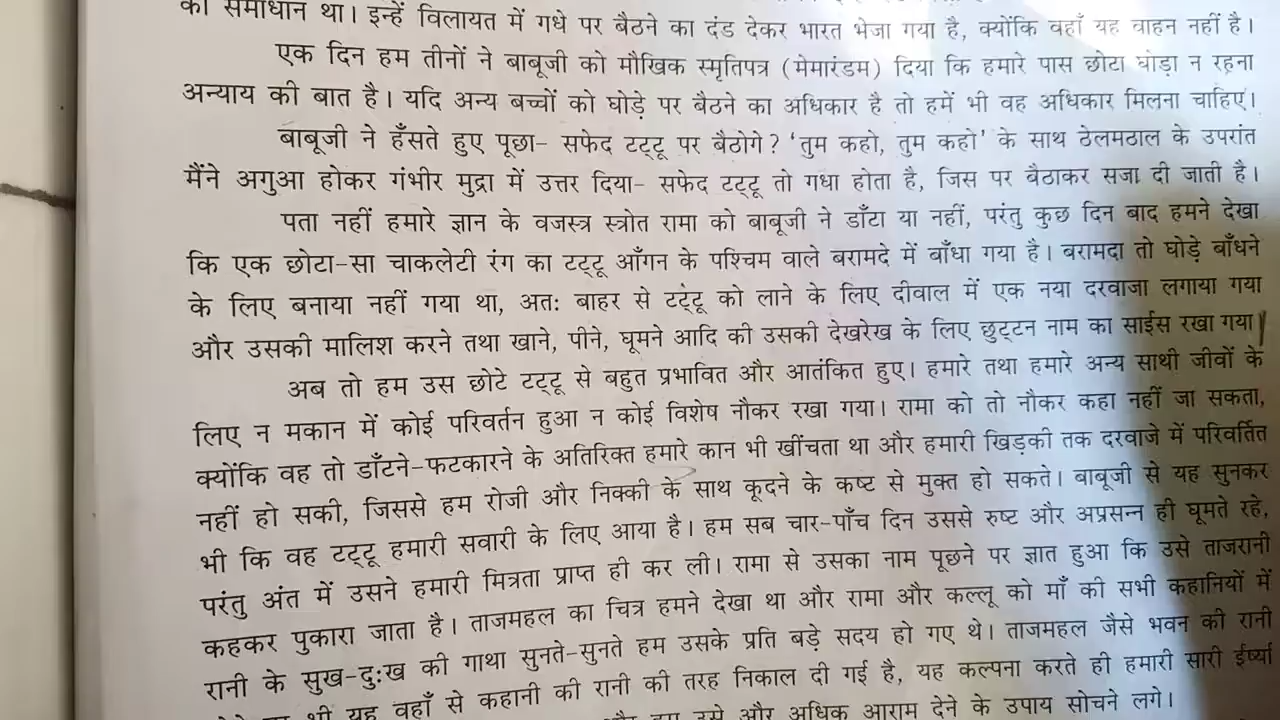 का समाधान था। इन्हें विलायत में गधे पर बैठने का दंड देकर भारत भेजा गया है, क्योंकि वहाँ यह वाहन नहीं है।
एक दिन हम तीनों ने बाबूजी को मौखिक स्मृतिपत्र (मेमारंडम) दिया कि हमारे पास छोटा घोड़ा न रहना
अन्याय की बात है। यदि अन्य बच्चों को घोड़े पर बैठने का अधिकार है तो हमें भी वह अधिकार मिलना चाहिए।
बाबूजी ने हँसते हुए पूछा- सफेद टट्टू पर बैठोगे? ‘तुम कहो, तुम कहो’ के साथ ठेलमठाल के उपरांत
मैंने अगुआ होकर गंभीर मुद्रा में उत्तर दिया- सफेद टट्टू तो गधा होता है, जिस पर बैठाकर सजा दी जाती है।
पता नहीं हमारे ज्ञान के वजस्त्र स्त्रोत रामा को बाबूजी ने डाँटा या नहीं, परंतु कुछ दिन बाद हमने देखा
कि एक छोटा-सा चाकलेटी रंग का टट्टू आँगन के पश्चिम वाले बरामदे में बाँधा गया है। बरामदा तो घोड़े बाँधने
के लिए बनाया नहीं गया था, अतः बाहर से टट्टू को लाने के लिए दीवाल में एक नया दरवाजा लगाया गया
और उसकी मालिश करने तथा खाने, पीने, घूमने आदि की उसकी देखरेख के लिए छुट्टन नाम का साईस रखा गया।
अब तो हम उस छोटे टट्टू से बहुत प्रभावित और आतंकित हुए। हमारे तथा हमारे अन्य साथी जीवों के
लिए न मकान में कोई परिवर्तन हुआ न कोई विशेष नौकर रखा गया। रामा को तो नौकर कहा नहीं जा सकता,
क्योंकि वह तो डाँटने-फटकारने के अतिरिक्त हमारे कान भी खींचता था और हमारी खिड़की तक दरवाजे में परिवर्तित
नहीं हो सकी, जिससे हम रोजी और निक्की के साथ कूदने के कष्ट से मुक्त हो सकते। बाबूजी से यह सुनकर
भी कि वह टट्टू हमारी सवारी के लिए आया है। हम सब चार-पाँच दिन उससे रुष्ट और अप्रसन्न ही घूमते रहे,
परंतु अंत में उसने हमारी मित्रता प्राप्त ही कर ली। रामा से उसका नाम पूछने पर ज्ञात हुआ कि उसे ताजरानी
कहकर पुकारा जाता है। ताजमहल का चित्र हमने देखा था और रामा और कल्लू को माँ की सभी कहानियों में
रानी के सुख-दुःख की गाथा सुनते-सुनते हम उसके प्रति बड़े सदय हो गए थे। ताजमहल जैसे भवन की रानी
भी यह वहाँ से कहानी की रानी की तरह निकाल दी गई है, यह कल्पना करते ही हमारी सारी ईर्ष्या
उसे और अधिक आराम देने के उपाय सोचने लगे।